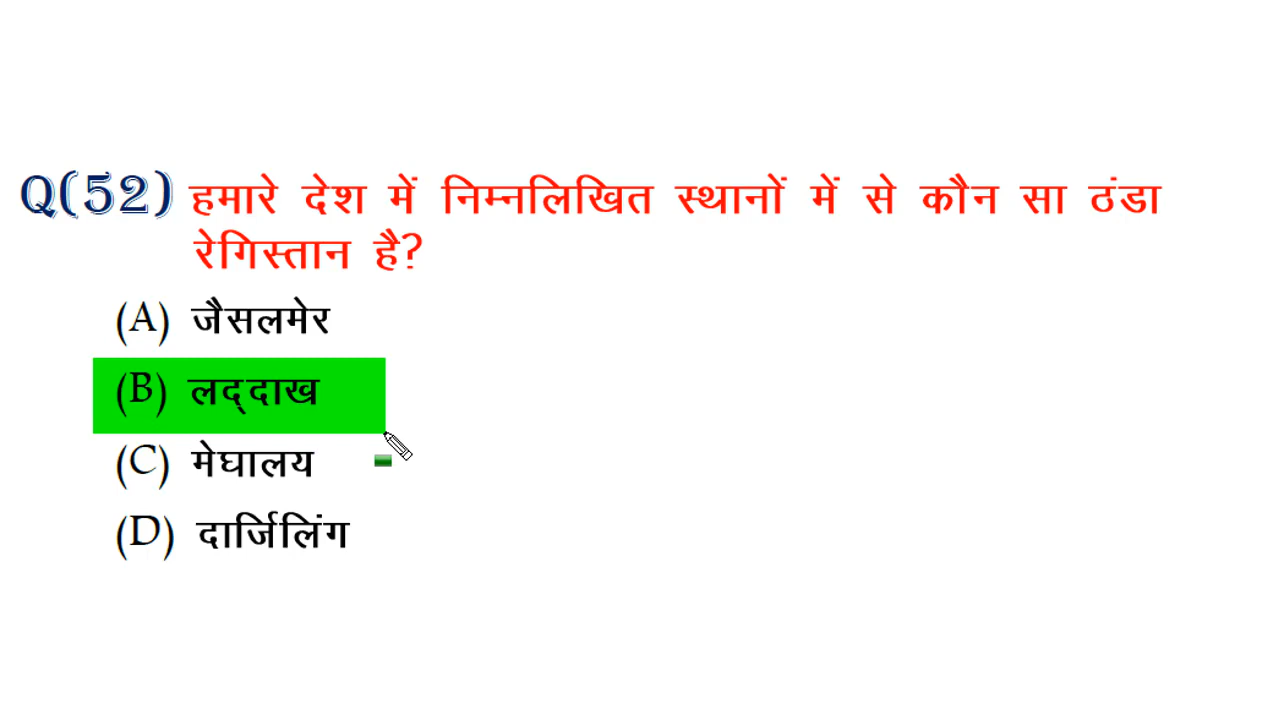 Q(52) हमारे देश में निम्नलिखित स्थानों में से कौन सा ठंडा
रेगिस्तान है?
(A) जैसलमेर
(B) लद्दाख
(C) मेघालय
(D) दार्जिलिंग